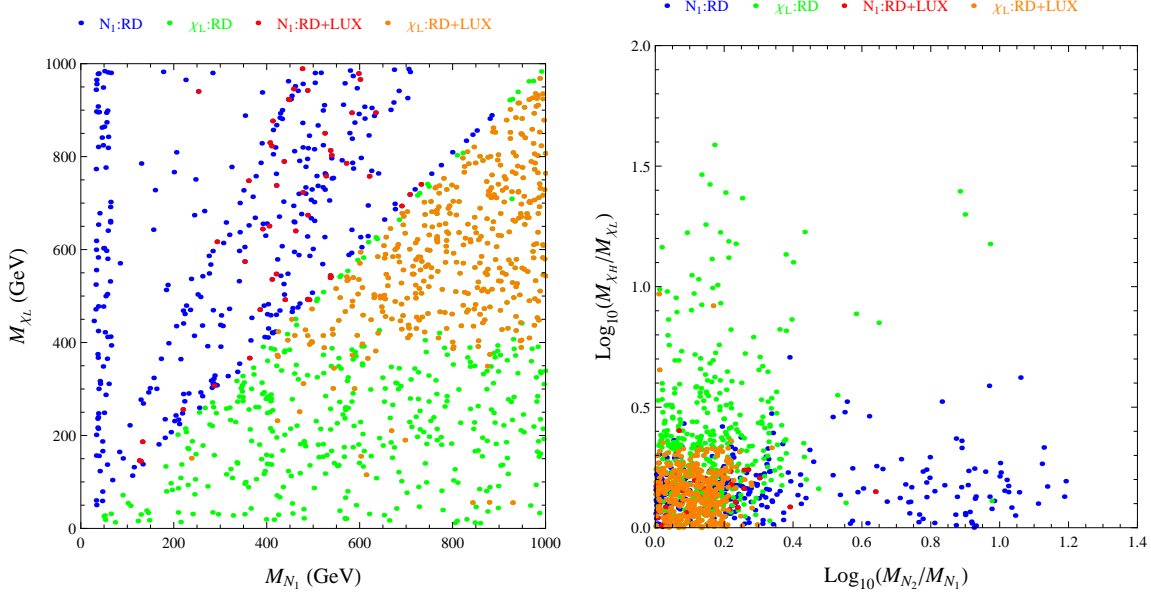 N₁:RD χL:RD N₁:RD+LUX χL:RD+LUX
1000
800
600
400
200
0
MχL (GeV)
0 200 400 600 800 1000
MN₁ (GeV)
N₁:RD χL:RD N₁:RD+LUX χL:RD+LUX
2.0
1.5
1.0
0.5
0.0
Log₁₀(MχH/MχL)
0.0 0.2 0.4 0.6 0.8 1.0 1.2 1.4
Log₁₀(MN₂/MN₁)